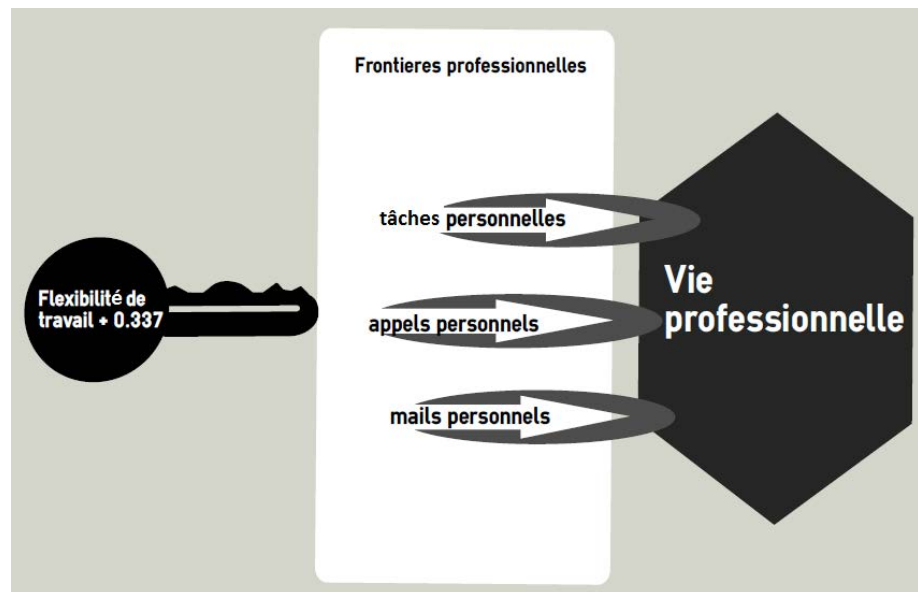 Frontieres professionnelles
tâches personnelles
Flexibilité de
travail + 0.337
appels personnels
mails personnels
Vie
professionnelle